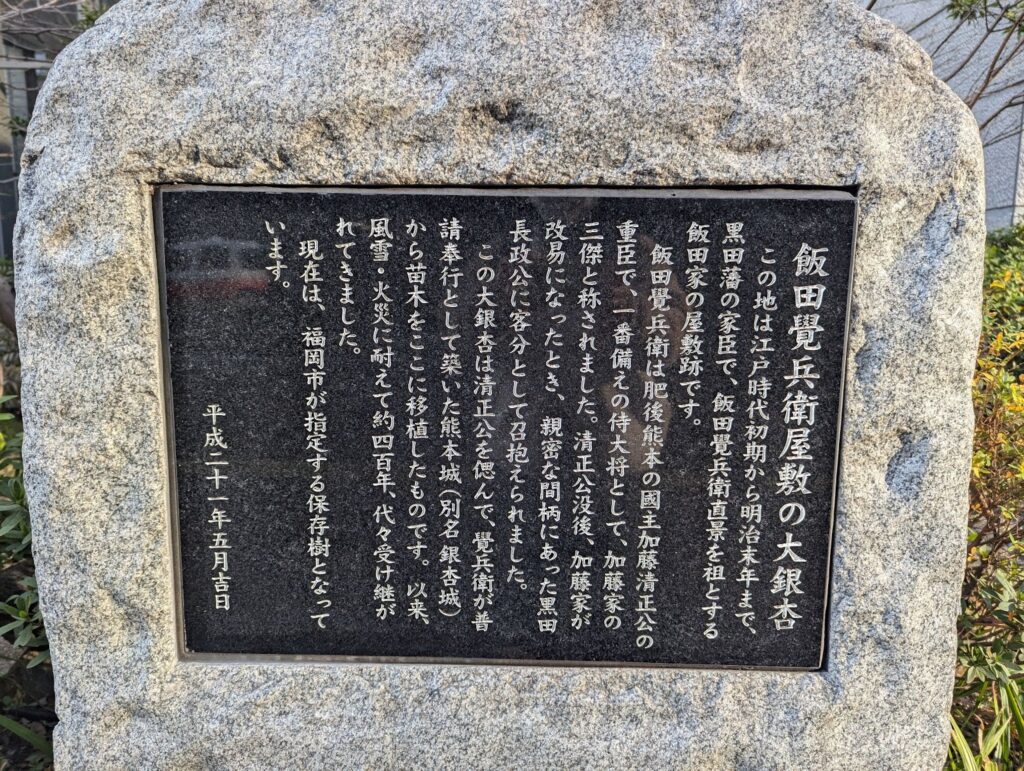 飯田覺兵衛屋敷の大銀杏
この地は江戸時代初期から明治末年まで、
黒田藩の家臣で、飯田覺兵衛直景を祖とする
飯田家の屋敷跡です。
飯田覺兵衛は肥後熊本の國主加藤清正公の
重臣で、一番備えの侍大将として、加藤家の
三傑と称されました。清正公没後、加藤家が
改易になったとき、親密な間柄にあった黒田
長政公に客分として召抱えられました。
この大銀杏は清正公を偲んで、覺兵衛が普
請奉行として築いた熊本城(別名 銀杏城)
から苗木をここに移植したものです。以来、
風雪・火災に耐えて約四百年、代々受け継が
れてきました。
現在は、福岡市が指定する保存樹となって
います。
平成二十一年五月吉日